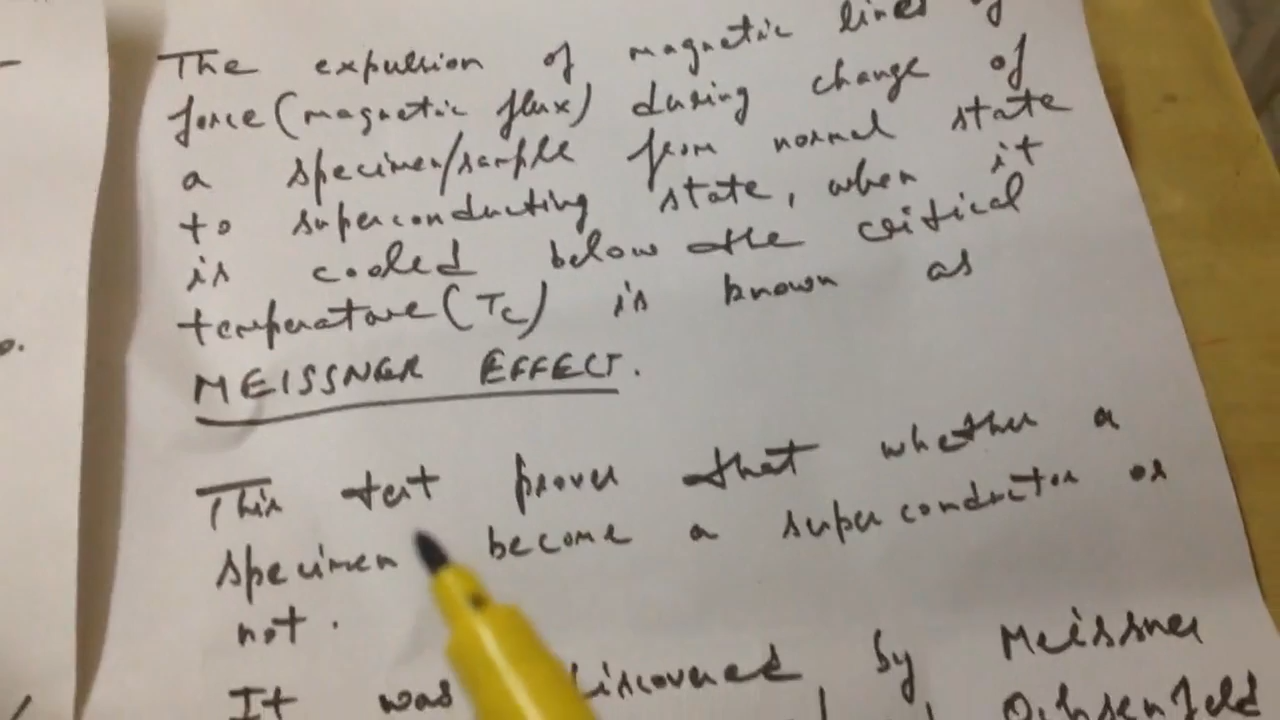 The expulsion of magnetic lines of
force (magnetic flux) during change of
a specimen/sample from normal state
to superconducting state, when it
is cooled below the critical
temperature (Tc) is known as
MEISSNER EFFECT.
This test proves that whether a
specimen become a superconductor or
not.
It was discovered by Meissner
Ochsenfeld